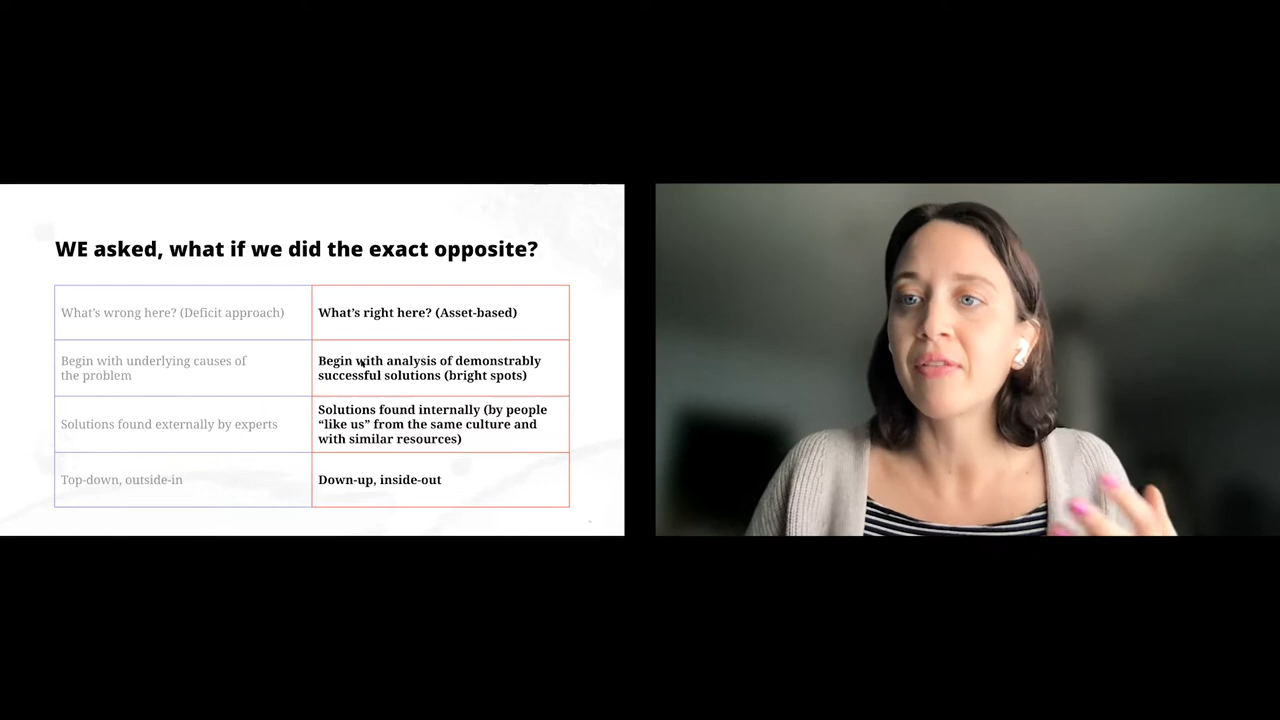 WE asked, what if we did the exact opposite?
What's wrong here? (Deficit approach)
What's right here? (Asset-based)
Begin with underlying causes of
the problem
Begin with analysis of demonstrably
successful solutions (bright spots)
Solutions found externally by experts
Solutions found internally (by people
“like us” from the same culture and
with similar resources)
Top-down, outside-in
Down-up, inside-out